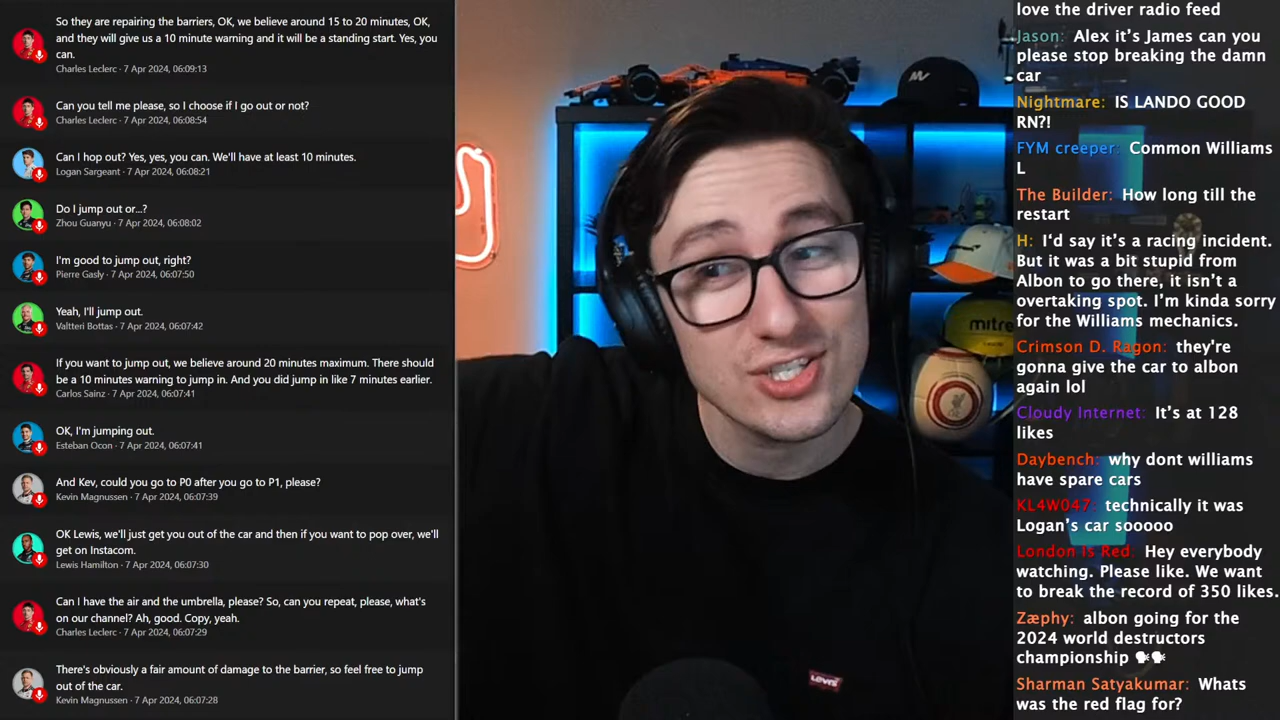 So they are repairing the barriers, OK, we believe around 15 to 20 minutes, OK,
and they will give us a 10 minute warning and it will be a standing start. Yes, you
can.
Charles Leclerc · 7 Apr 2024, 06:09:13
Can you tell me please, so I choose if I go out or not?
Charles Leclerc · 7 Apr 2024, 06:08:54
Can I hop out? Yes, yes, you can. We'll have at least 10 minutes.
Logan Sargeant · 7 Apr 2024, 06:08:21
Do I jump out or...?
Zhou Guanyu · 7 Apr 2024, 06:08:02
I'm good to jump out, right?
Pierre Gasly · 7 Apr 2024, 06:07:50
Yeah, I'll jump out.
Valtteri Bottas · 7 Apr 2024, 06:07:42
If you want to jump out, we believe around 20 minutes maximum. There should
be a 10 minutes warning to jump in. And you did jump in like 7 minutes earlier.
Carlos Sainz · 7 Apr 2024, 06:07:41
OK, I'm jumping out.
Esteban Ocon · 7 Apr 2024, 06:07:41
And Kev, could you go to P0 after you go to P1, please?
Kevin Magnussen · 7 Apr 2024, 06:07:39
OK Lewis, we'll just get you out of the car and then if you want to pop over, we'll
get on Instacom.
Lewis Hamilton · 7 Apr 2024, 06:07:30
Can I have the air and the umbrella, please? So, can you repeat, please, what's
on our channel? Ah, good. Copy, yeah.
Charles Leclerc · 7 Apr 2024, 06:07:29
There's obviously a fair amount of damage to the barrier, so feel free to jump
out of the car.
Kevin Magnussen · 7 Apr 2024, 06:07:28
mitre
Levi's
love the driver radio feed
Jason: Alex it's James can you
please stop breaking the damn
car
Nightmare: IS LANDO GOOD
RN?!
FYM creeper: Common Williams
L
The Builder: How long till the
restart
H: I'd say it's a racing incident.
But it was a bit stupid from
Albon to go there, it isn't a
overtaking spot. I'm kinda sorry
for the Williams mechanics.
Crimson D. Ragon: they're
gonna give the car to albon
again lol
Cloudy Internet: It's at 128
likes
Daybench: why dont williams
have spare cars
KL4W047: technically it was
Logan's car sooooo
London Is Red: Hey everybody
watching. Please like. We want
to break the record of 350 likes.
Zæphy: albon going for the
2024 world destructors
championship 🗣🗣
Sharman Satyakumar: Whats
was the red flag for?